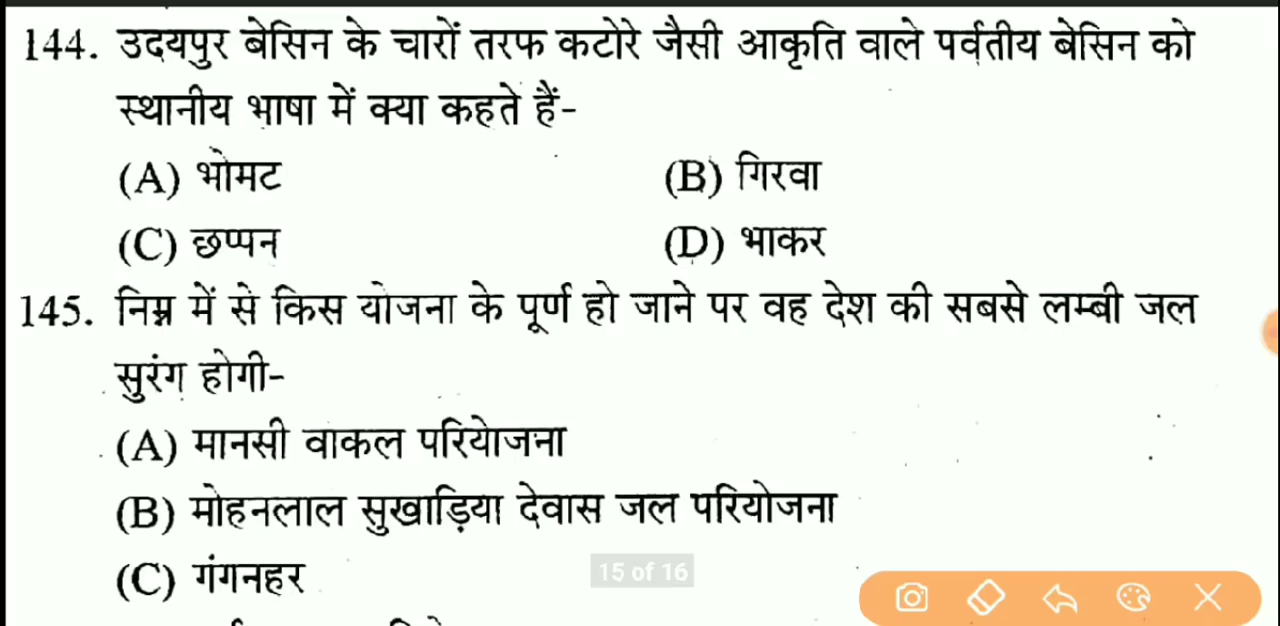 144. उदयपुर बेसिन के चारों तरफ कटोरे जैसी आकृति वाले पर्वतीय बेसिन को
स्थानीय भाषा में क्या कहते हैं-
(A) भोमट (B) गिरवा
(C) छप्पन (D) भाकर
145. निम्न में से किस योजना के पूर्ण हो जाने पर वह देश की सबसे लम्बी जल
सुरंग होगी-
(A) मानसी वाकल परियोजना
(B) मोहनलाल सुखाड़िया देवास जल परियोजना
(C) गंगनहर
15 of 16